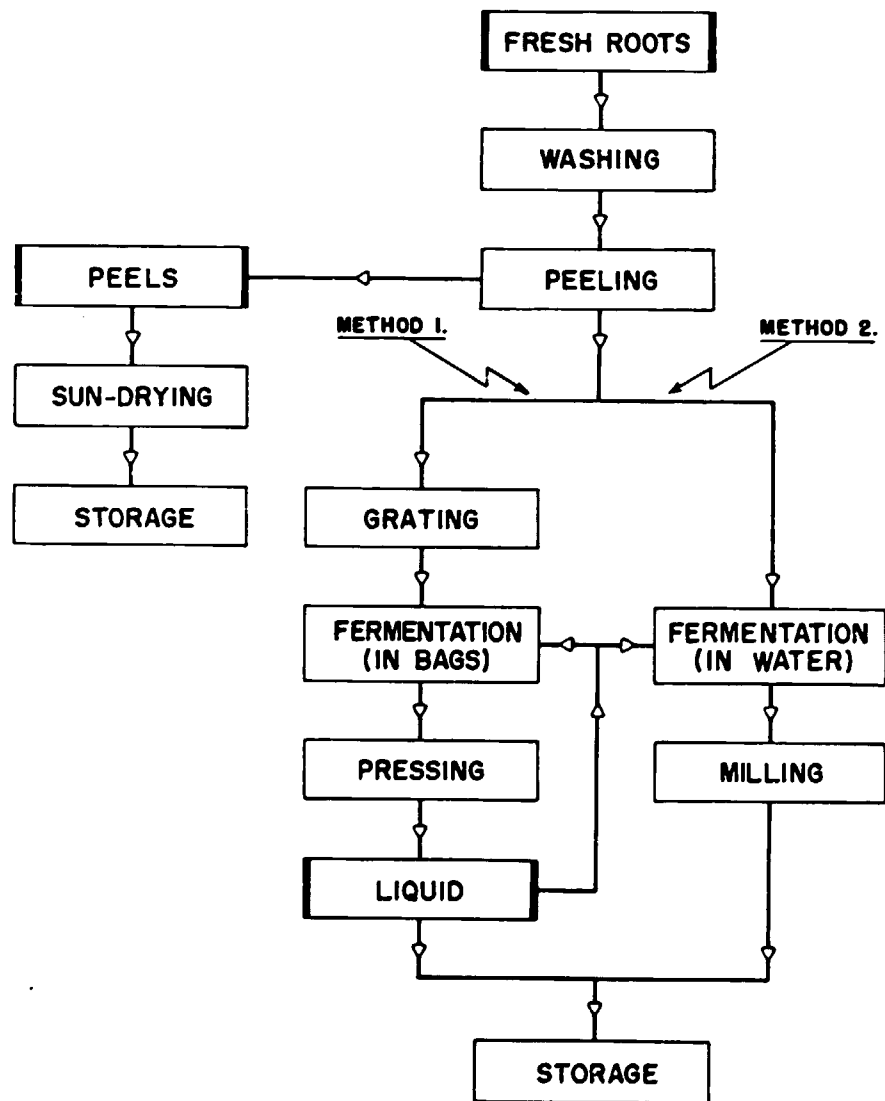 FRESH ROOTS
WASHING
PEELS
PEELING
METHOD 1.
METHOD 2.
SUN-DRYING
STORAGE
GRATING
FERMENTATION
(IN BAGS)
FERMENTATION
(IN WATER)
PRESSING
MILLING
LIQUID
STORAGE